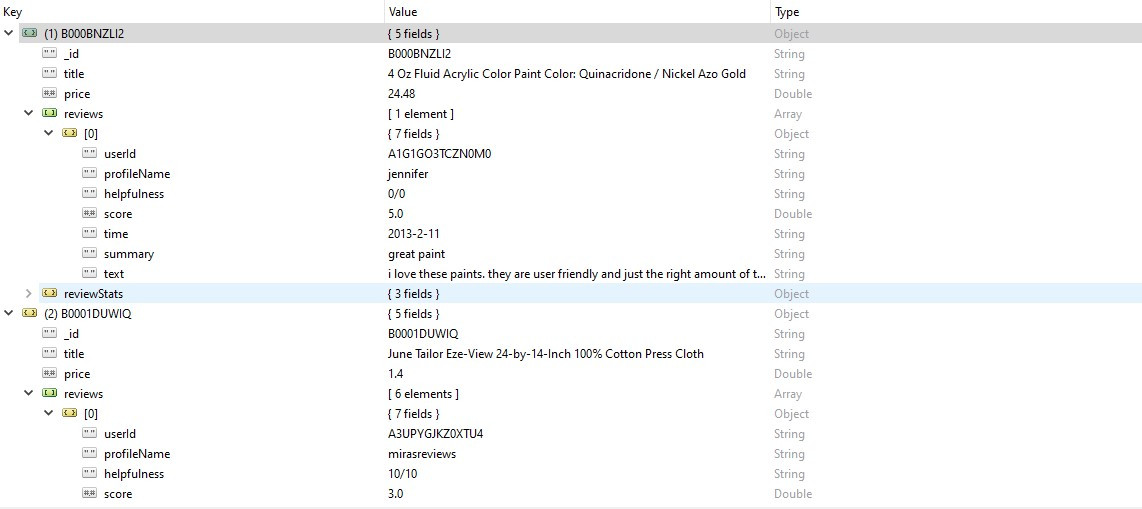 Key Value Type
(1) B000BNZLI2 { 5 fields } Object
_id B000BNZLI2 String
title 4 Oz Fluid Acrylic Color Paint Color: Quinacridone / Nickel Azo Gold String
price 24.48 Double
reviews [ 1 element ] Array
[0] { 7 fields } Object
userId A1G1GO3TCZN0M0 String
profileName jennifer String
helpfulness 0/0 String
score 5.0 Double
time 2013-2-11 String
summary great paint String
text i love these paints. they are user friendly and just the right amount of t... String
reviewStats { 3 fields } Object
(2) B0001DUWIQ { 5 fields } Object
_id B0001DUWIQ String
title June Tailor Eze-View 24-by-14-Inch 100% Cotton Press Cloth String
price 1.4 Double
reviews [ 6 elements ] Array
[0] { 7 fields } Object
userId A3UPYGJKZ0XTU4 String
profileName mirasreviews String
helpfulness 10/10 String
score 3.0 Double